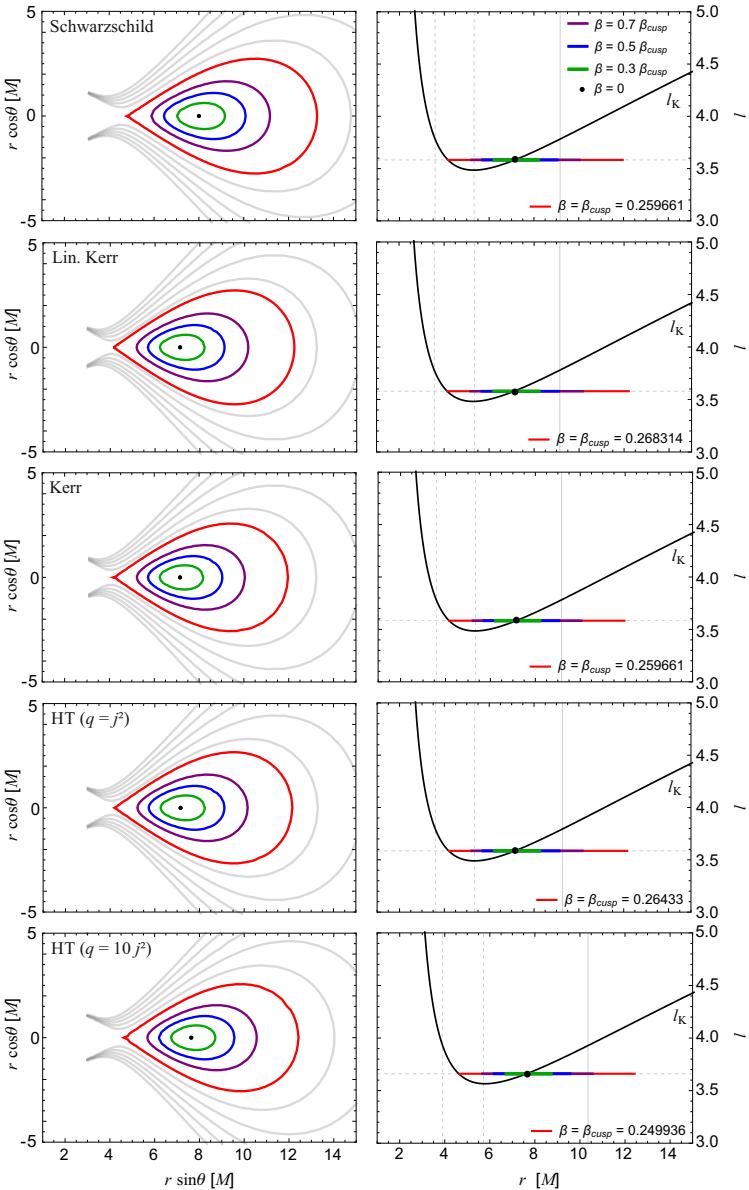 Schwarzschild
5
0
-5
r cosθ [M]
β = 0.7 βcusp
β = 0.5 βcusp
β = 0.3 βcusp
β = 0
lK
β = βcusp = 0.259661
5.0
4.5
4.0
3.5
3.0
l
Lin. Kerr
5
0
-5
r cosθ [M]
lK
β = βcusp = 0.268314
5.0
4.5
4.0
3.5
3.0
l
Kerr
5
0
-5
r cosθ [M]
lK
β = βcusp = 0.259661
5.0
4.5
4.0
3.5
3.0
l
HT (q = j²)
5
0
-5
r cosθ [M]
lK
β = βcusp = 0.26433
5.0
4.5
4.0
3.5
3.0
l
HT (q = 10 j²)
5
0
-5
r cosθ [M]
lK
β = βcusp = 0.249936
5.0
4.5
4.0
3.5
3.0
l
2 4 6 8 10 12 14
r sinθ [M]
2 4 6 8 10 12 14
r [M]